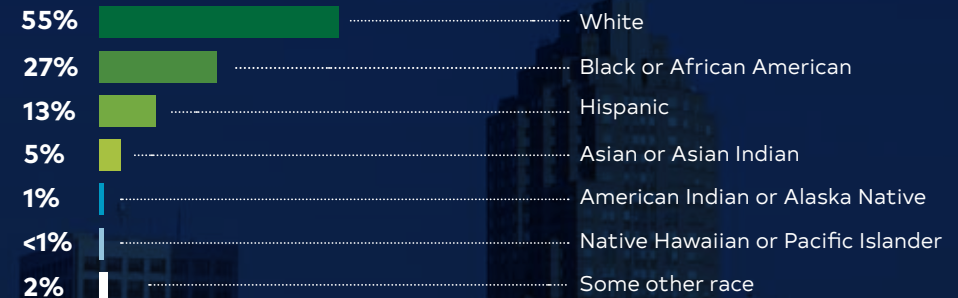 55% White
27% Black or African American
13% Hispanic
5% Asian or Asian Indian
1% American Indian or Alaska Native
<1% Native Hawaiian or Pacific Islander
2% Some other race